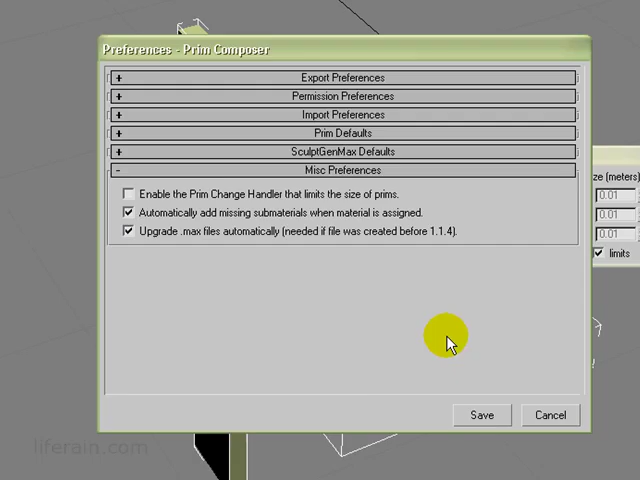 Preferences - Prim Composer
+ Export Preferences
+ Permission Preferences
+ Import Preferences
+ Prim Defaults
+ SculptGenMax Defaults
- Misc Preferences
Enable the Prim Change Handler that limits the size of prims.
Automatically add missing submaterials when material is assigned.
Upgrade .max files automatically (needed if file was created before 1.1.4).
ze (meters)
0.01
0.01
0.01
limits
Save Cancel
liferain.com